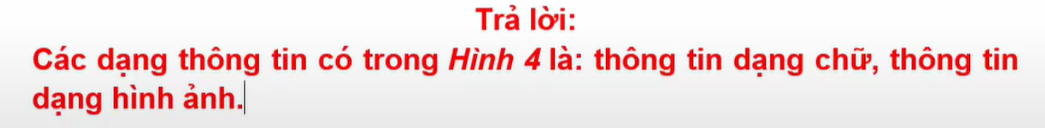 Trả lời:
Các dạng thông tin có trong Hình 4 là: thông tin dạng chữ, thông tin
dạng hình ảnh.